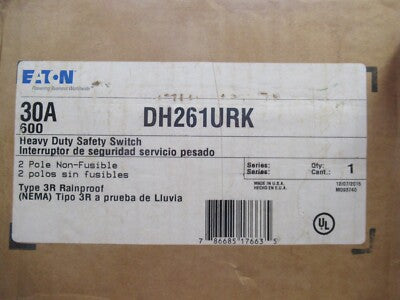 EATON
Powering Business Worldwide
30A
DH261URK
600
Heavy Duty Safety Switch
Interruptor de seguridad servicio pesado
2 Pole Non-Fusible
2 polos sin fusibles
Series:
Series:
Qty:
Cant.:
1
Type 3R Rainproof
(NEMA) Tipo 3R a prueba de Lluvia
MADE IN U.S.A.
HECHO EN E.U.A.
UL
7 86685 17663 5